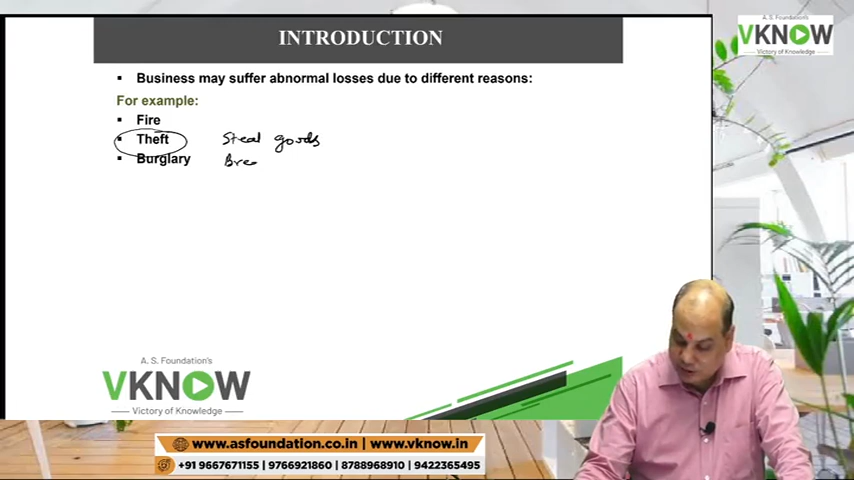 INTRODUCTION
A. S. Foundation's
VKNOW
Victory of Knowledge
▪ Business may suffer abnormal losses due to different reasons:
For example:
▪ Fire
▪ Theft Steal goods
▪ Burglary Brea
A. S. Foundation's
VKNOW
Victory of Knowledge
www.asfoundation.co.in | www.vknow.in
+91 9667671155 | 9766921860 | 8788968910 | 9422365495